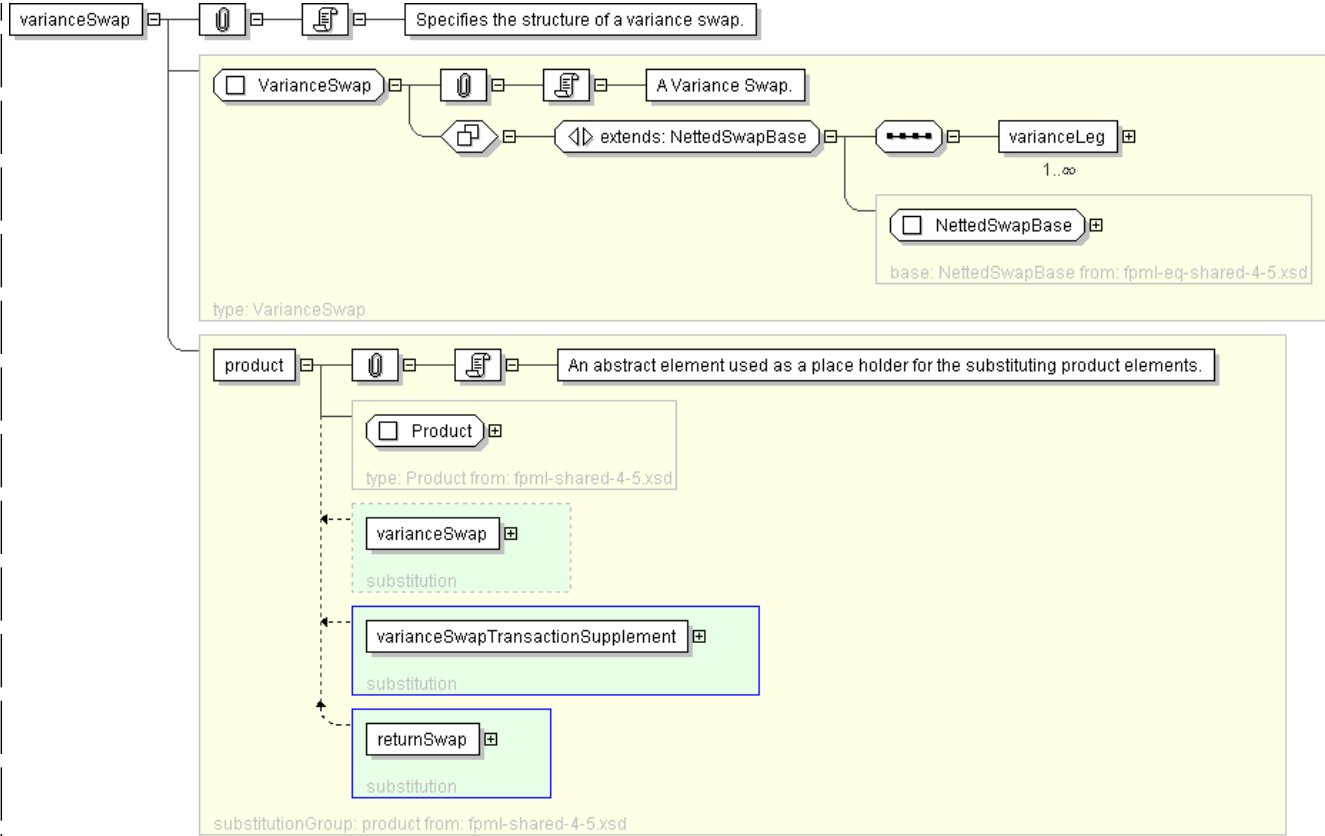 varianceSwap
Specifies the structure of a variance swap.
VarianceSwap
A Variance Swap.
extends: NettedSwapBase
varianceLeg
1..∞
NettedSwapBase
base: NettedSwapBase from: fpml-eq-shared-4-5.xsd
type: VarianceSwap
product
An abstract element used as a place holder for the substituting product elements.
Product
type: Product from: fpml-shared-4-5.xsd
varianceSwap
substitution
varianceSwapTransactionSupplement
substitution
returnSwap
substitution
substitutionGroup: product from: fpml-shared-4-5.xsd